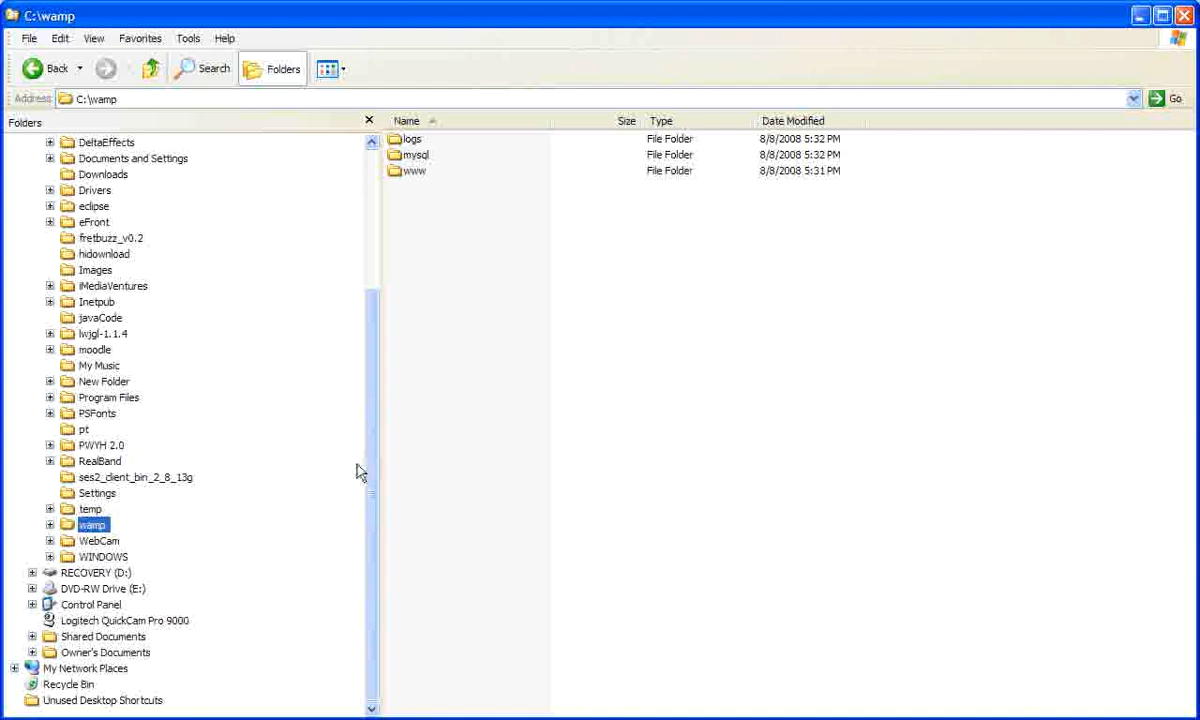 C:\wamp
File Edit View Favorites Tools Help
Back Search Folders
Address C:\wamp Go
Folders
Name Size Type Date Modified
DeltaEffects
Documents and Settings
Downloads
Drivers
eclipse
eFront
fretbuzz_v0.2
hidownload
Images
iMediaVentures
Inetpub
javaCode
lwjgl-1.1.4
moodle
My Music
New Folder
Program Files
PSFonts
pt
PWYH 2.0
RealBand
ses2_client_bin_2_8_13g
Settings
temp
wamp
WebCam
WINDOWS
RECOVERY (D:)
DVD-RW Drive (E:)
Control Panel
Logitech QuickCam Pro 9000
Shared Documents
Owner's Documents
My Network Places
Recycle Bin
Unused Desktop Shortcuts
logs File Folder 8/8/2008 5:32 PM
mysql File Folder 8/8/2008 5:32 PM
www File Folder 8/8/2008 5:31 PM